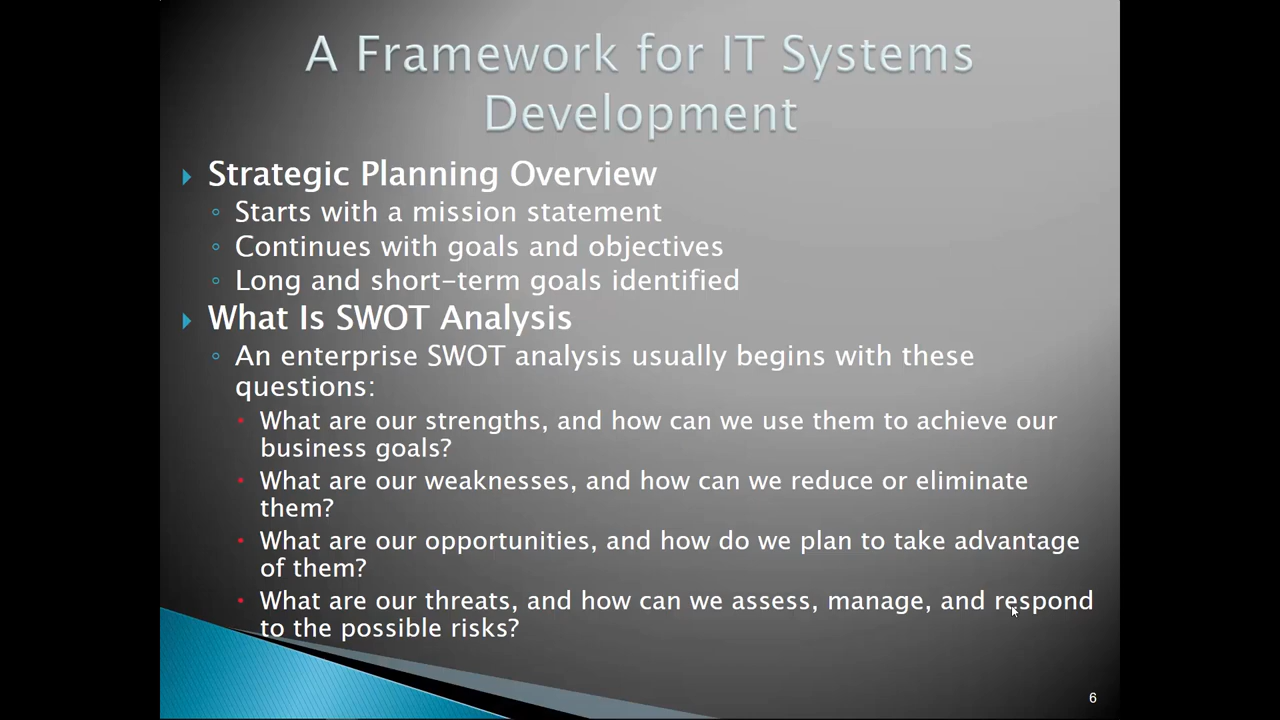 A Framework for IT Systems
Development
Strategic Planning Overview
Starts with a mission statement
Continues with goals and objectives
Long and short-term goals identified
What Is SWOT Analysis
An enterprise SWOT analysis usually begins with these
questions:
What are our strengths, and how can we use them to achieve our
business goals?
What are our weaknesses, and how can we reduce or eliminate
them?
What are our opportunities, and how do we plan to take advantage
of them?
What are our threats, and how can we assess, manage, and respond
to the possible risks?
6